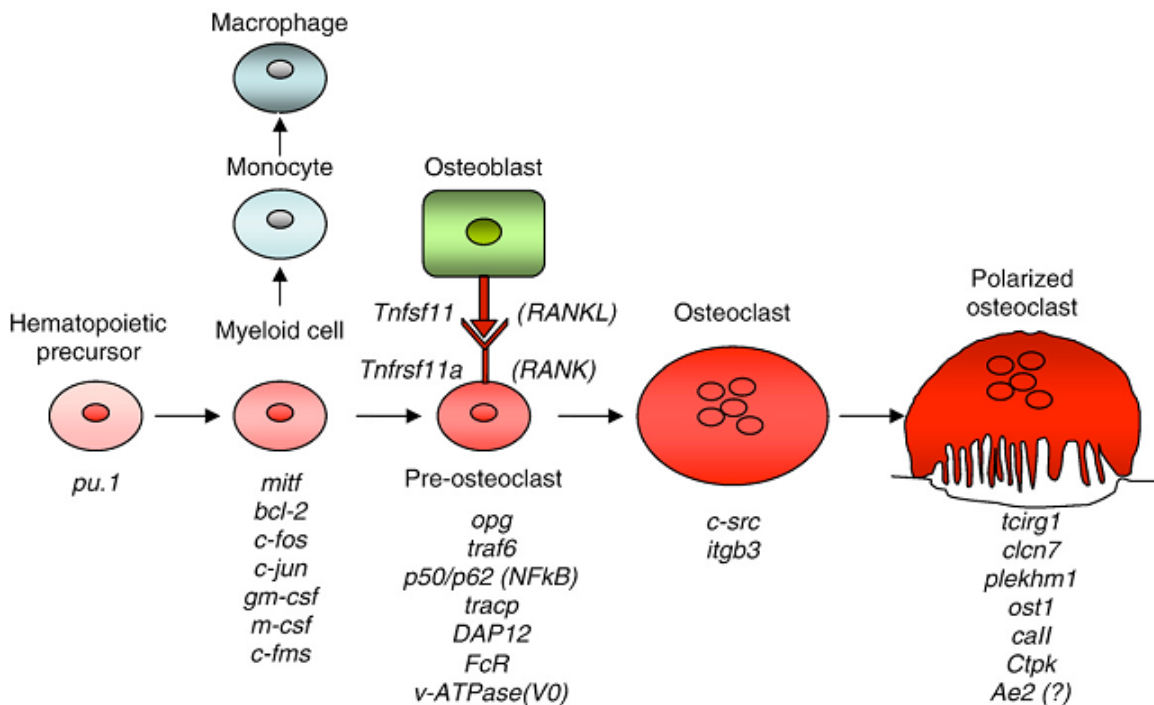 Macrophage
Monocyte
Osteoblast
Hematopoietic
precursor
Myeloid cell
Tnfsf11 (RANKL)
Tnfrsf11a (RANK)
Osteoclast
Polarized
osteoclast
pu.1
mitf
bcl-2
c-fos
c-jun
gm-csf
m-csf
c-fms
Pre-osteoclast
opg
traf6
p50/p62 (NFkB)
tracp
DAP12
FcR
v-ATPase(V0)
c-src
itgb3
tcirg1
clcn7
plekhm1
ost1
caII
Ctpk
Ae2 (?)